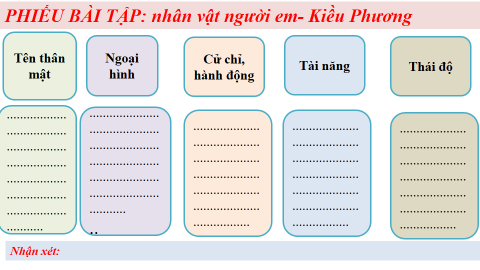 PHIẾU BÀI TẬP: nhân vật người em- Kiều Phương
Tên thân
mật
Ngoại
hình
Cử chỉ,
hành động
Tài năng
Thái độ
Nhận xét: